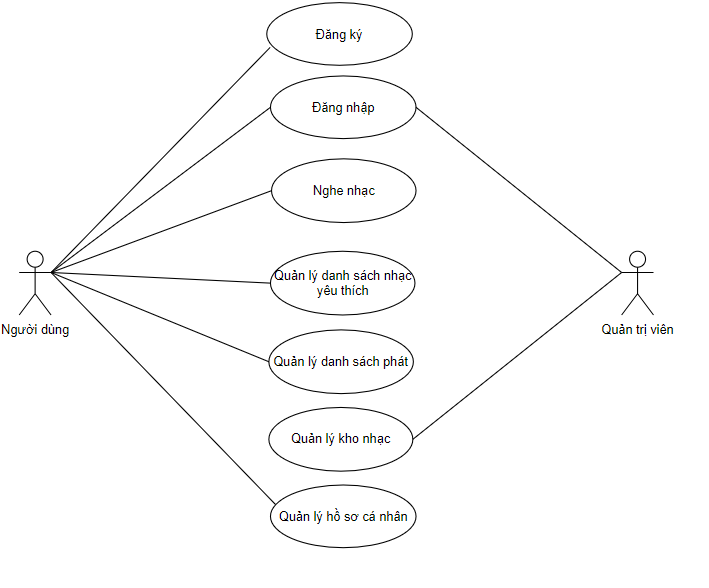 Đăng ký
Đăng nhập
Nghe nhạc
Quản lý danh sách nhạc
yêu thích
Người dùng
Quản trị viên
Quản lý danh sách phát
Quản lý kho nhạc
Quản lý hồ sơ cá nhân